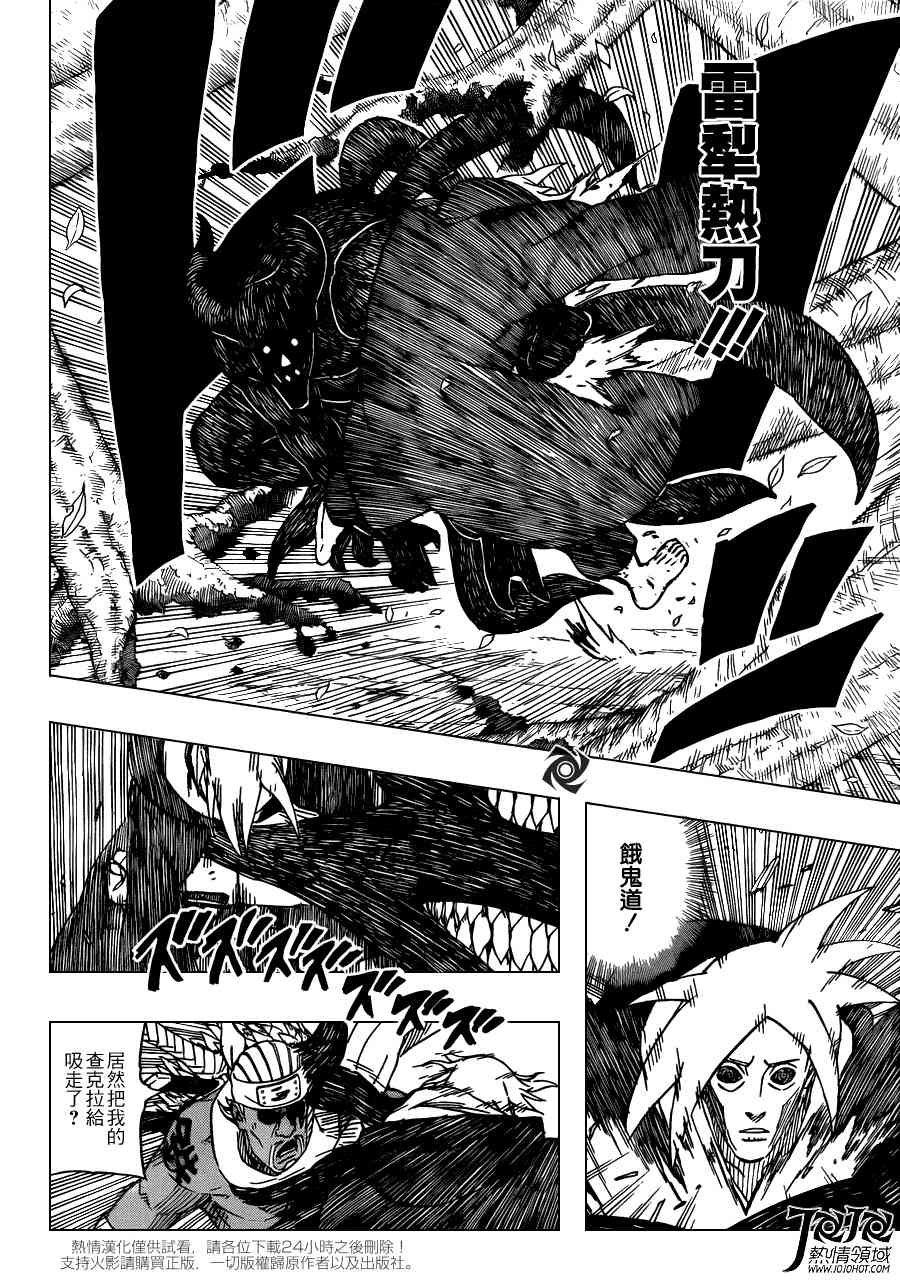 雷犁熱刀!!!
餓鬼道！
ズズズズズズズズ
居然把我的
查克拉給
吸走了？
熱情漢化僅供試看，請各位下載24小時之後刪除！
支持火影請購買正版，一切版權歸原作者以及出版社。
JOJO
熱情領域
WWW.JOJOHOT.COM